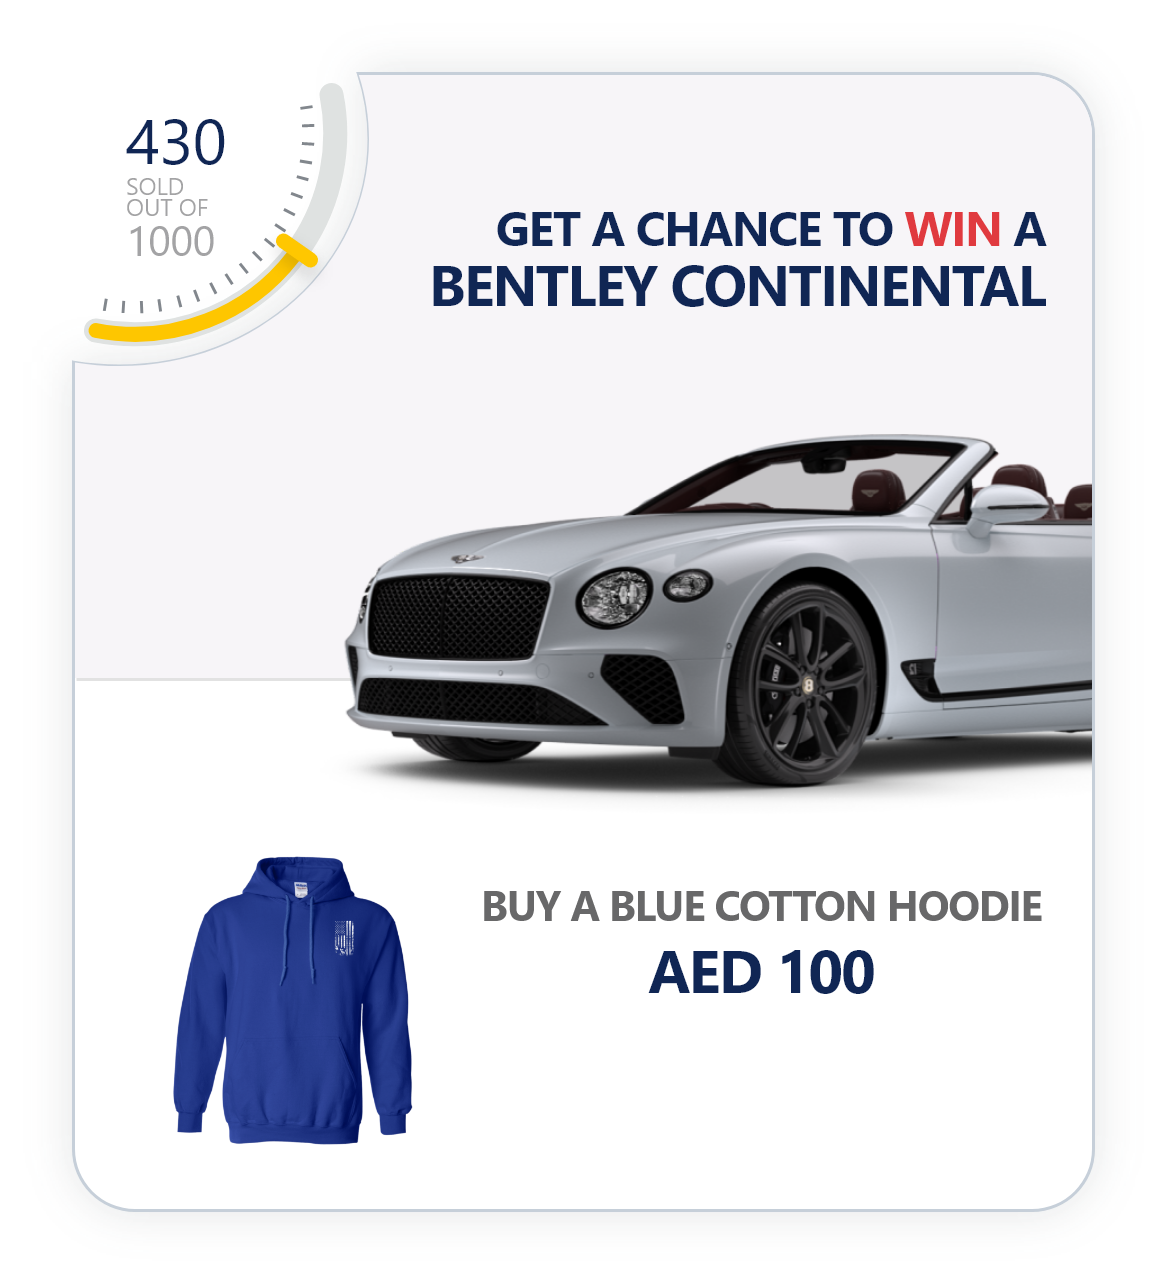 430
SOLD
OUT OF
1000
GET A CHANCE TO WIN A
BENTLEY CONTINENTAL
BUY A BLUE COTTON HOODIE
AED 100